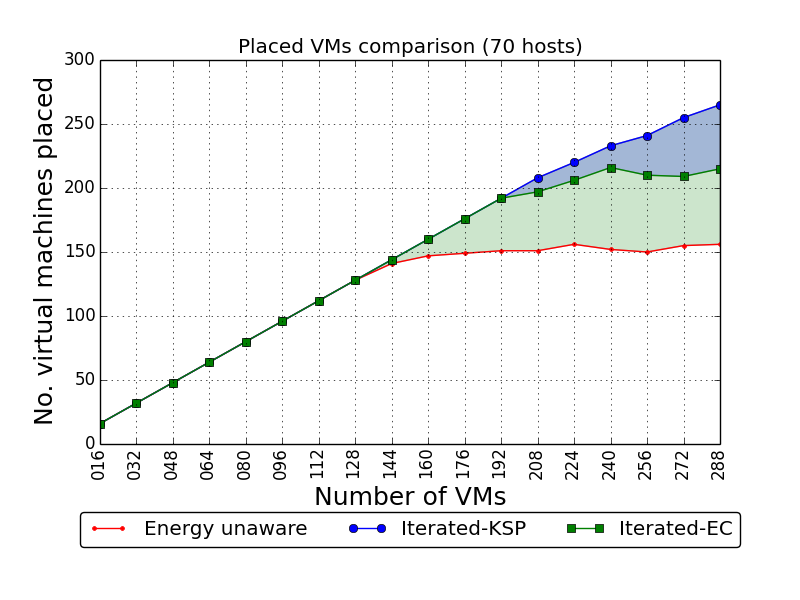 Placed VMs comparison (70 hosts)
300
250
200
150
100
50
0
No. virtual machines placed
016 032 048 064 080 096 112 128 144 160 176 192 208 224 240 256 272 288
Number of VMs
Energy unaware Iterated-KSP Iterated-EC